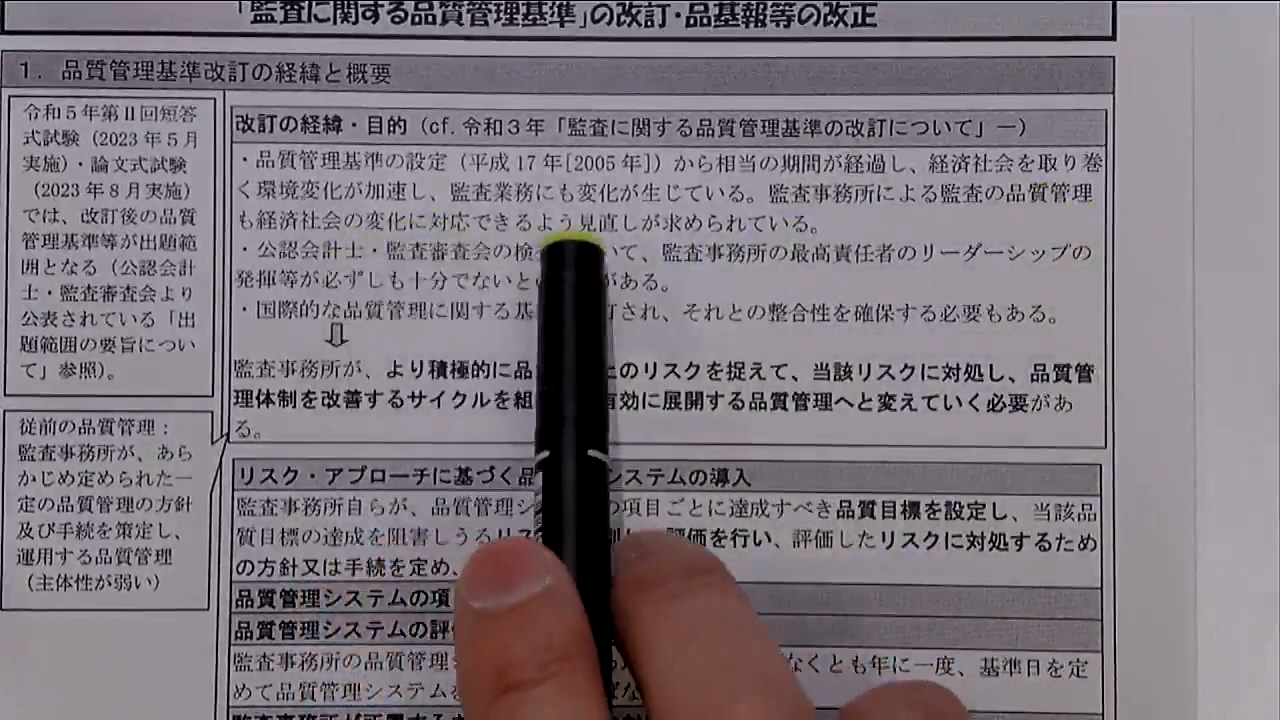 「監査に関する品質管理基準」の改訂・品基報等の改正
1．品質管理基準改訂の経緯と概要
令和5年第Ⅱ回短答
式試験（2023年5月
実施）・論文式試験
（2023年8月実施）
では、改訂後の品質
管理基準等が出題範
囲となる（公認会計
士・監査審査会より
公表されている「出
題範囲の要旨につい
て」参照）。
従前の品質管理：
監査事務所が、あら
かじめ定められた一
定の品質管理の方針
及び手続を策定し、
運用する品質管理
（主体性が弱い）
改訂の経緯・目的（cf.令和3年「監査に関する品質管理基準の改訂について」一）
・品質管理基準の設定（平成17年[2005年]）から相当の期間が経過し、経済社会を取り巻
く環境変化が加速し、監査業務にも変化が生じている。監査事務所による監査の品質管理
も経済社会の変化に対応できるよう見直しが求められている。
・公認会計士・監査審査会の検 いて、監査事務所の最高責任者のリーダーシップの
発揮等が必ずしも十分でないと がある。
・国際的な品質管理に関する基 訂され、それとの整合性を確保する必要もある。
⇩
監査事務所が、より積極的に品 上のリスクを捉えて、当該リスクに対処し、品質管
理体制を改善するサイクルを組 有効に展開する品質管理へと変えていく必要があ
る。
リスク・アプローチに基づく品 システムの導入
監査事務所自らが、品質管理シ の項目ごとに達成すべき品質目標を設定し、当該品
質目標の達成を阻害しうるリス 評価を行い、評価したリスクに対処するため
の方針又は手続を定め、
品質管理システムの項
品質管理システムの評
監査事務所の品質管理 なくとも年に一度、基準日を定
めて品質管理システムを